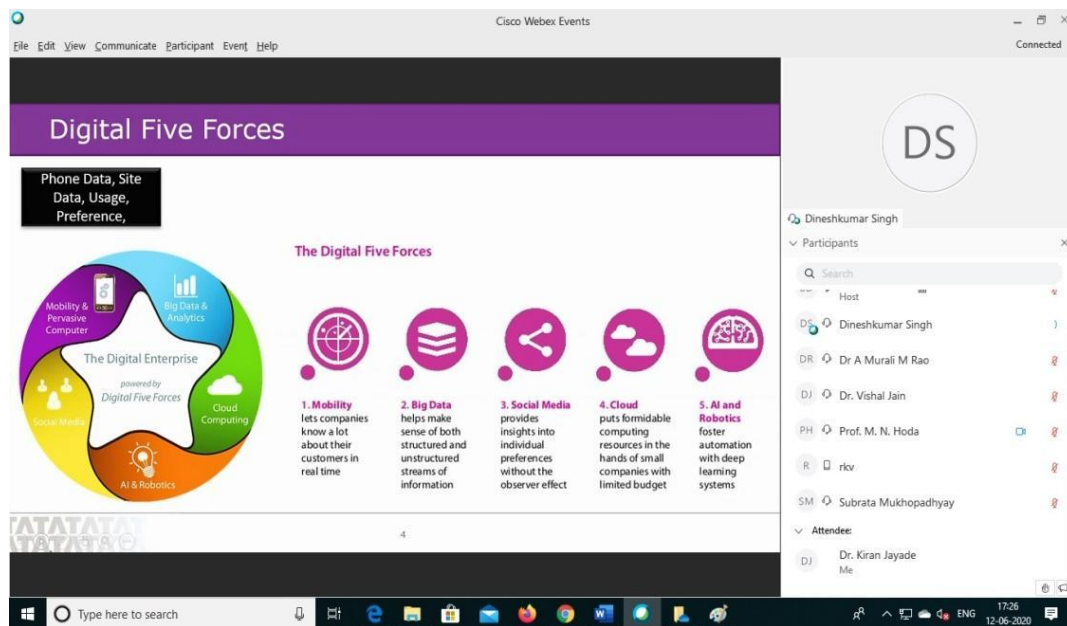 Cisco Webex Events
File Edit View Communicate Participant Event Help
Connected
Digital Five Forces
Phone Data, Site
Data, Usage,
Preference,
Mobility &
Pervasive
Computer
Big Data &
Analytics
The Digital Enterprise
powered by
Digital Five Forces
Social Media
Cloud
Computing
AI & Robotics
The Digital Five Forces
1. Mobility
lets companies
know a lot
about their
customers in
real time
2. Big Data
helps make
sense of both
structured and
unstructured
streams of
information
3. Social Media
provides
insights into
individual
preferences
without the
observer effect
4. Cloud
puts formidable
computing
resources in the
hands of small
companies with
limited budget
5. AI and
Robotics
foster
automation
with deep
learning
systems
4
DS
Dineshkumar Singh
Participants
Search
Host
DS Dineshkumar Singh
DR Dr A Murali M Rao
DJ Dr. Vishal Jain
PH Prof. M. N. Hoda
R rkv
SM Subrata Mukhopadhyay
Attendee:
DJ Dr. Kiran Jayade
Me
Type here to search
ENG
17:26
12-06-2020